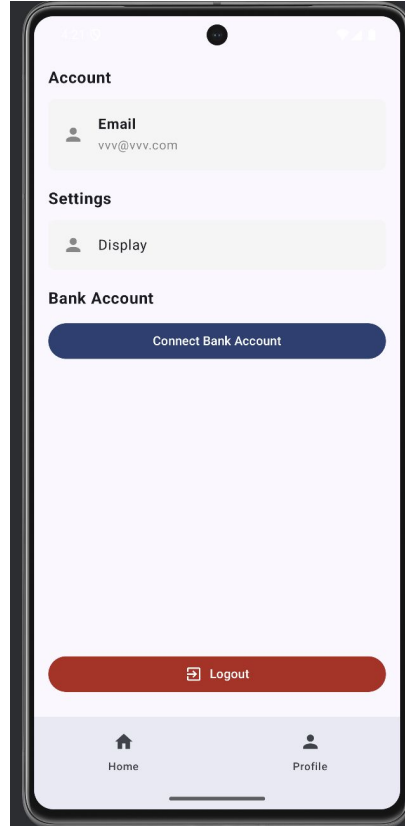 Account
Email
vvv@vvv.com
Settings
Display
Bank Account
Connect Bank Account
Logout
Home
Profile